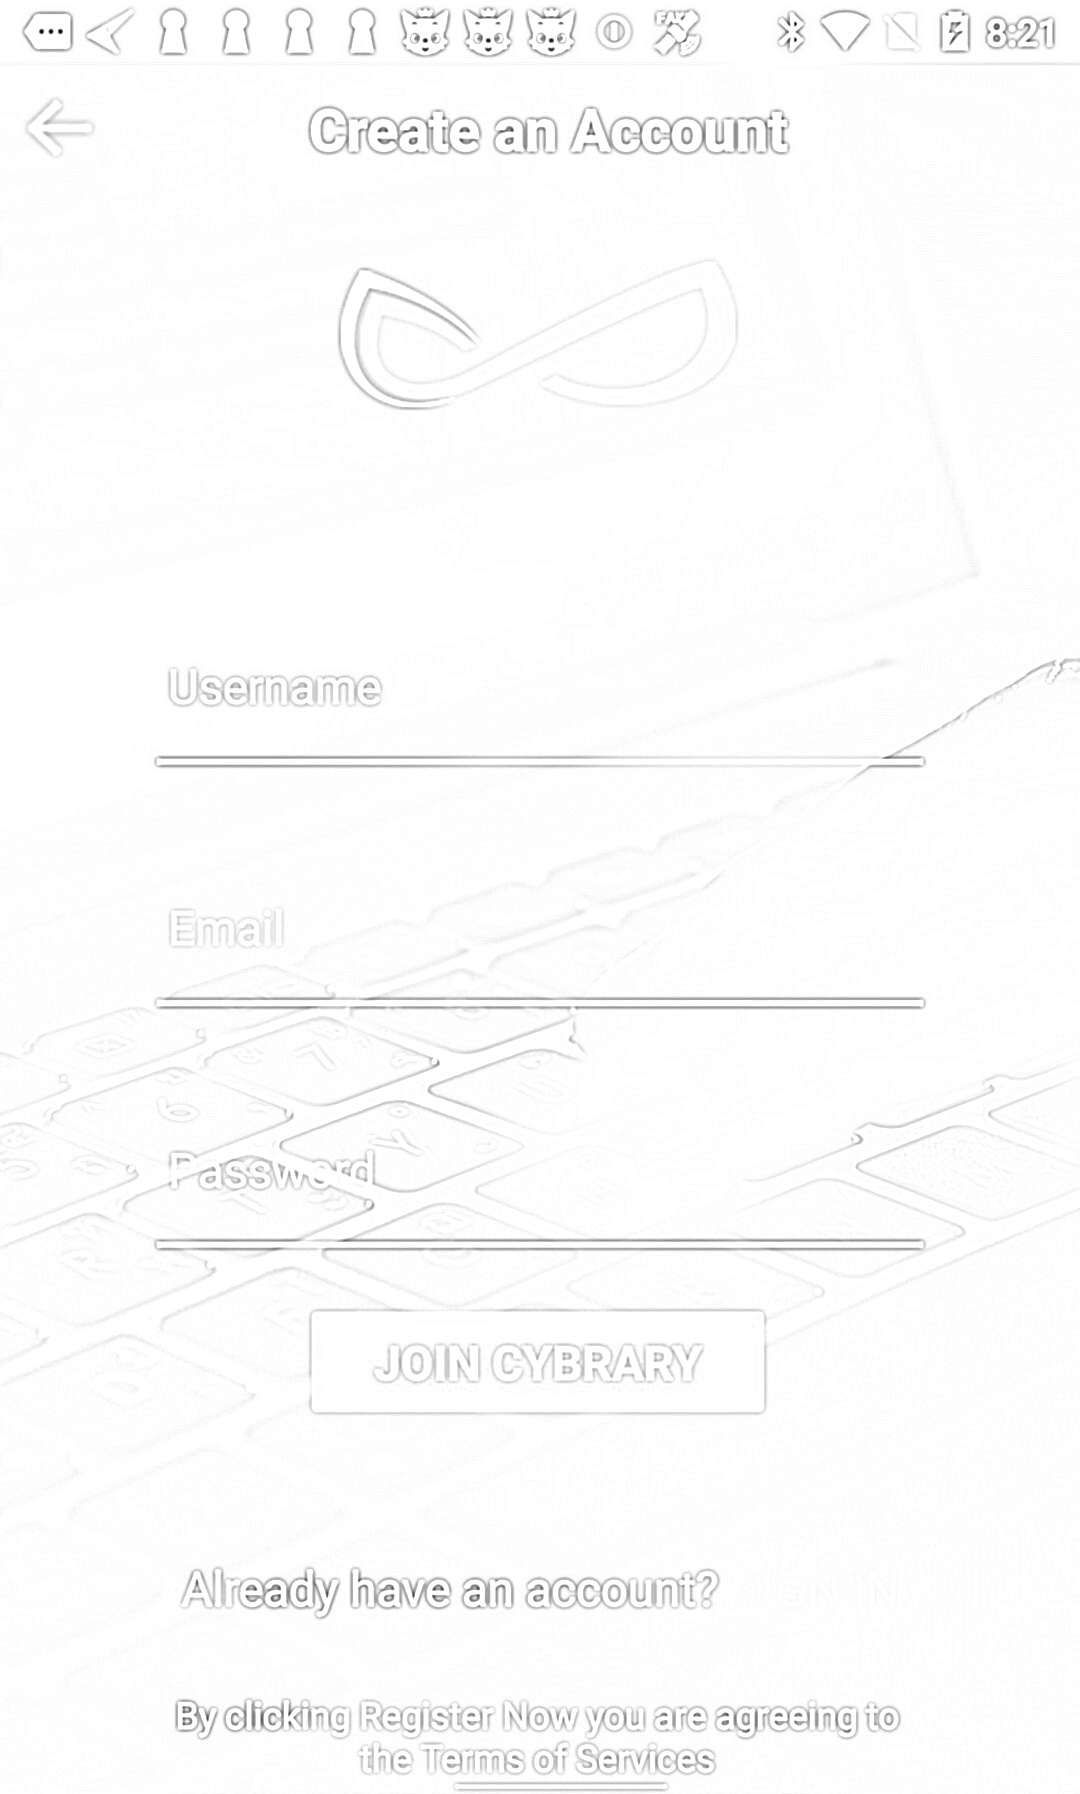 8:21
Create an Account
Username
Email
Password
JOIN CYBRARY
Already have an account?
By clicking Register Now you are agreeing to
the Terms of Services